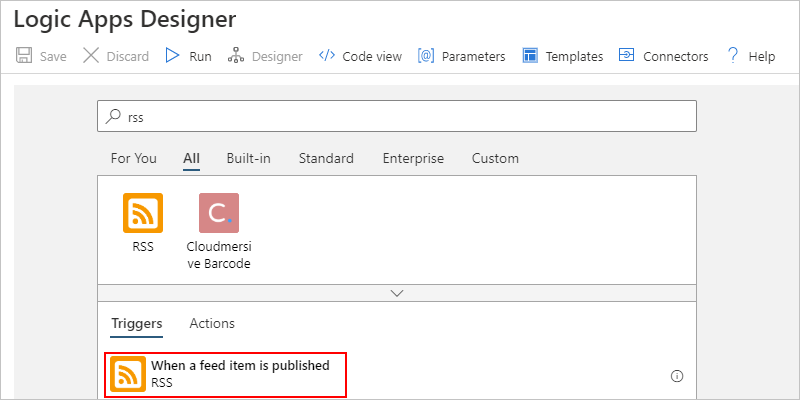 Logic Apps Designer
Save Discard Run Designer Code view Parameters Templates Connectors Help
rss
For You All Built-in Standard Enterprise Custom
RSS Cloudmersi
ve Barcode
Triggers Actions
When a feed item is published
RSS